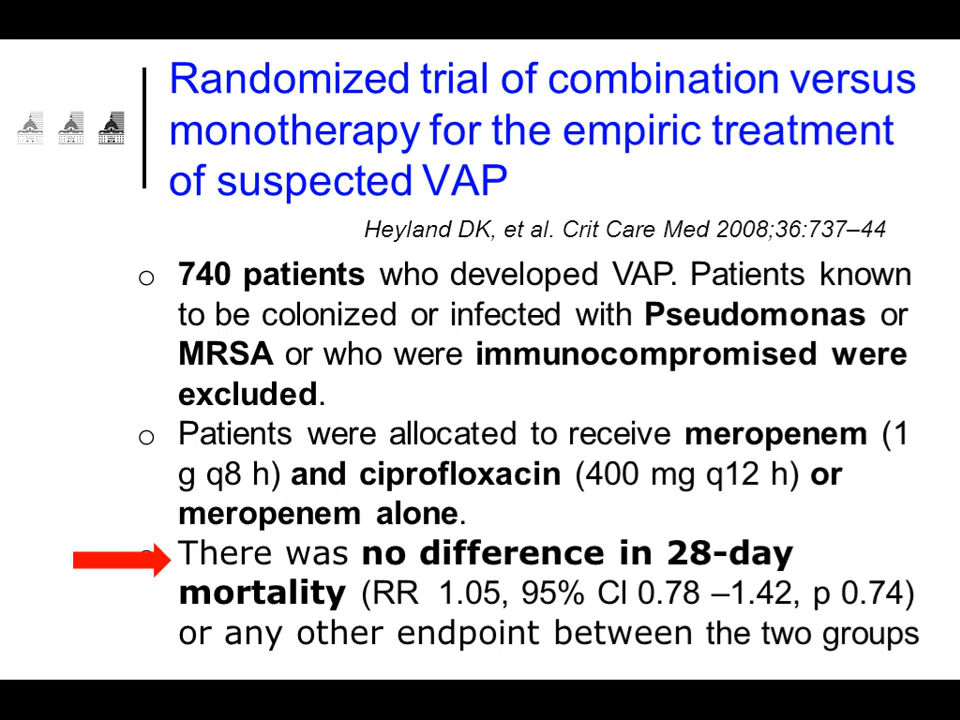 Randomized trial of combination versus
monotherapy for the empiric treatment
of suspected VAP
Heyland DK, et al. Crit Care Med 2008;36:737–44
o 740 patients who developed VAP. Patients known
to be colonized or infected with Pseudomonas or
MRSA or who were immunocompromised were
excluded.
o Patients were allocated to receive meropenem (1
g q8 h) and ciprofloxacin (400 mg q12 h) or
meropenem alone.
o There was no difference in 28-day
mortality (RR 1.05, 95% Cl 0.78 –1.42, p 0.74)
or any other endpoint between the two groups